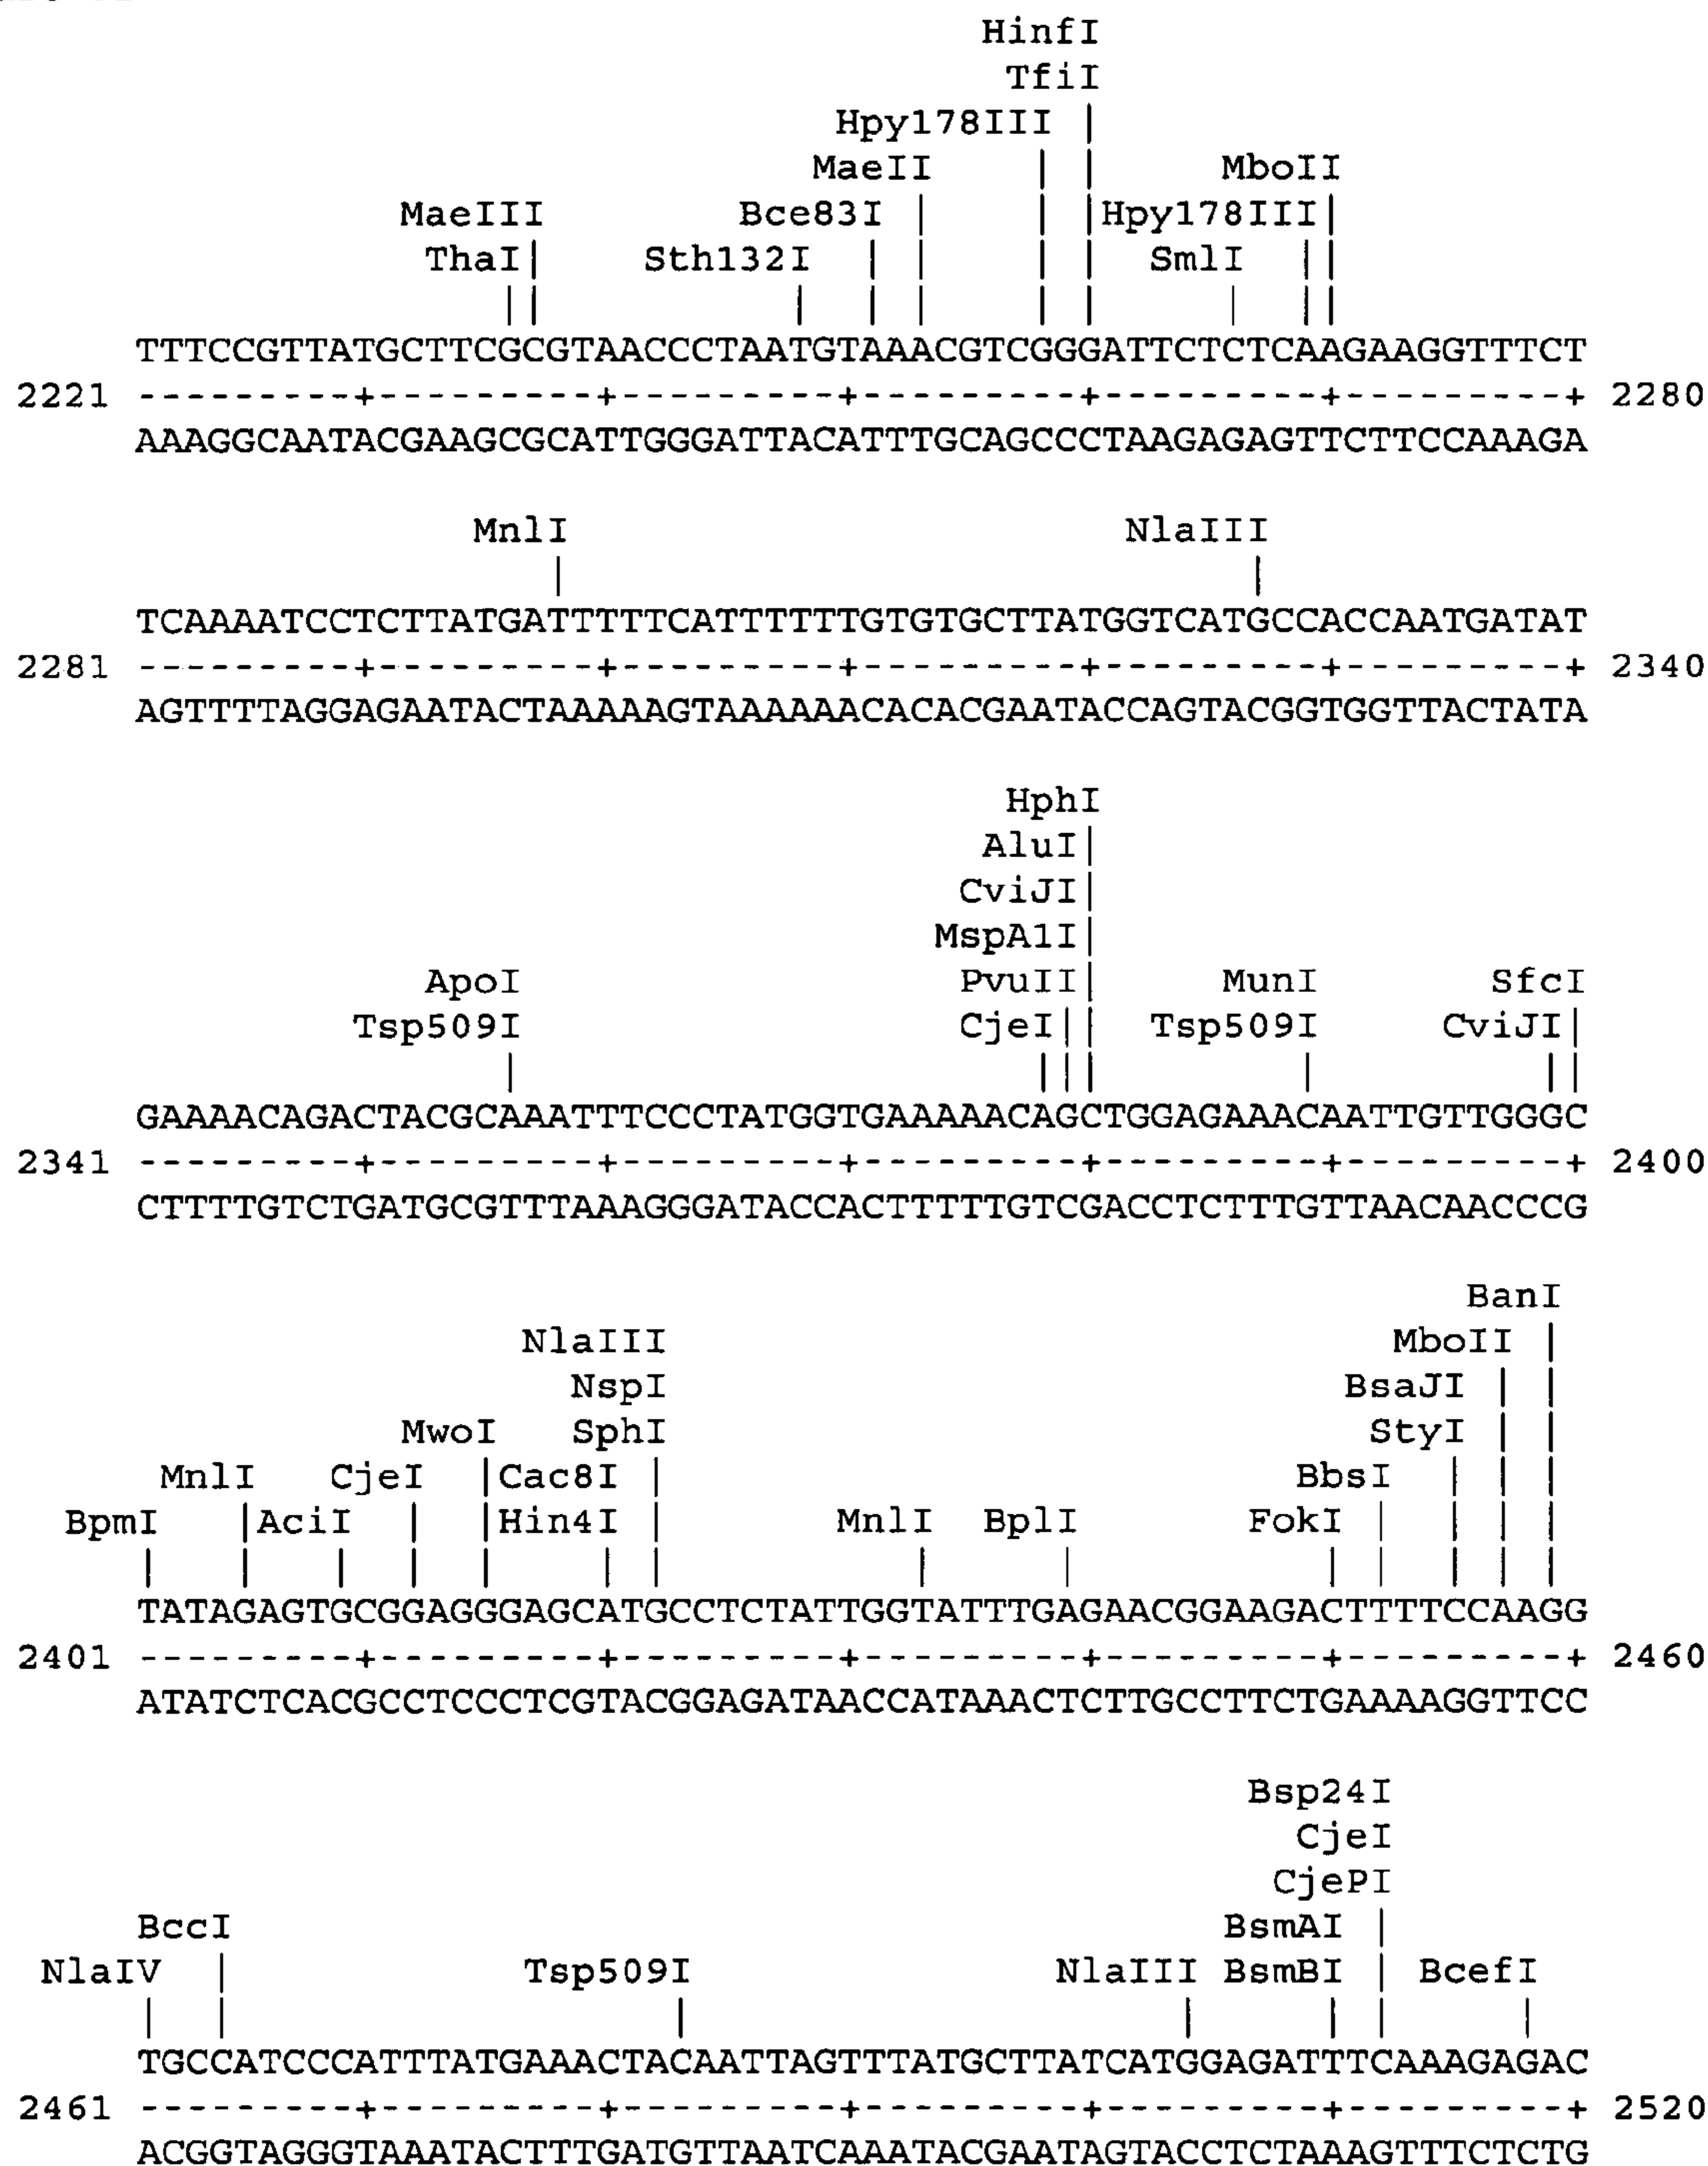 HinfI
TfiI
Hpy178III |
MaeII | | MboII
MaeIII Bce83I | | |Hpy178III|
ThaI| Sth132I | | | | SmlI ||
|| | | | | | | ||
TTTCCGTTATGCTTCGCGTAACCCTAATGTAAACGTCGGGATTCTCTCAAGAAGGTTTCT
2221 ---------+---------+---------+---------+---------+---------+ 2280
AAAGGCAATACGAAGCGCATTGGGATTACATTTGCAGCCCTAAGAGAGTTCTTCCAAAGA
MnlI NlaIII
| |
TCAAAATCCTCTTATGATTTTTCATTTTTTGTGTGCTTATGGTCATGCCACCAATGATAT
2281 ---------+---------+---------+---------+---------+---------+ 2340
AGTTTTAGGAGAATACTAAAAAGTAAAAAACACACGAATACCAGTACGGTGGTTACTATA
HphI
AluI|
CviJI|
MspA1I|
ApoI PvuII| MunI SfcI
Tsp509I CjeI|| Tsp509I CviJI|
| ||| | ||
GAAAACAGACTACGCAAATTTCCCTATGGTGAAAAACAGCTGGAGAAACAATTGTTGGGC
2341 ---------+---------+---------+---------+---------+---------+ 2400
CTTTTGTCTGATGCGTTTAAAGGGATACCACTTTTTGTCGACCTCTTTGTTAACAACCCG
BanI
NlaIII MboII |
NspI BsaJI | |
MwoI SphI StyI | |
MnlI CjeI |Cac8I | BbsI | | |
BpmI |AciI | |Hin4I | MnlI BplI FokI | | | |
| | | | | | | | | | | | | |
TATAGAGTGCGGAGGGAGCATGCCTCTATTGGTATTTGAGAACGGAAGACTTTTCCAAGG
2401 ---------+---------+---------+---------+---------+---------+ 2460
ATATCTCACGCCTCCCTCGTACGGAGATAACCATAAACTCTTGCCTTCTGAAAAGGTTCC
Bsp24I
CjeI
CjePI
BccI BsmAI |
NlaIV | Tsp509I NlaIII BsmBI | BcefI
| | | | | | |
TGCCATCCCATTTATGAAACTACAATTAGTTTATGCTTATCATGGAGATTTCAAAGAGAC
2461 ---------+---------+---------+---------+---------+---------+ 2520
ACGGTAGGGTAAATACTTTGATGTTAATCAAATACGAATAGTACCTCTAAAGTTTCTCTG